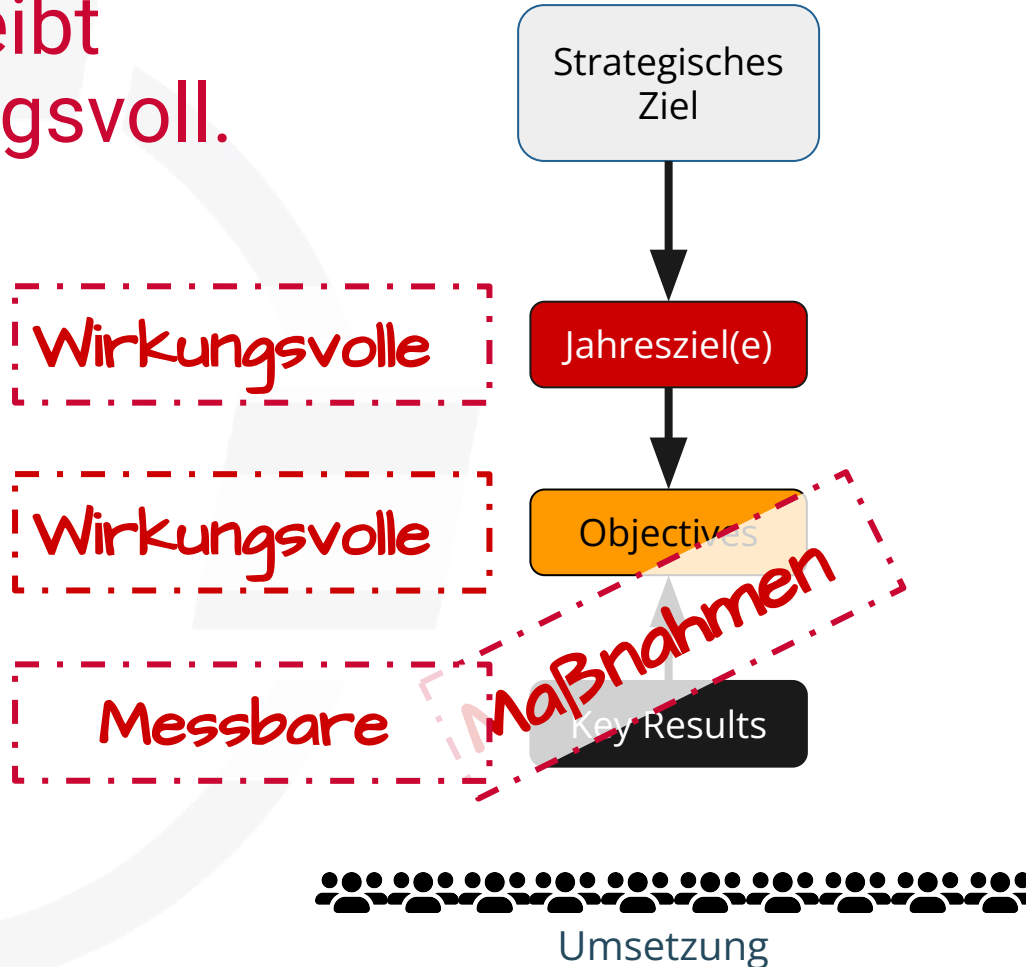 eibt
gsvoll.
Strategisches
Ziel
Wirkungsvolle
Jahresziel(e)
Wirkungsvolle
Objectives
Maßnahmen
Messbare
Key Results
Umsetzung